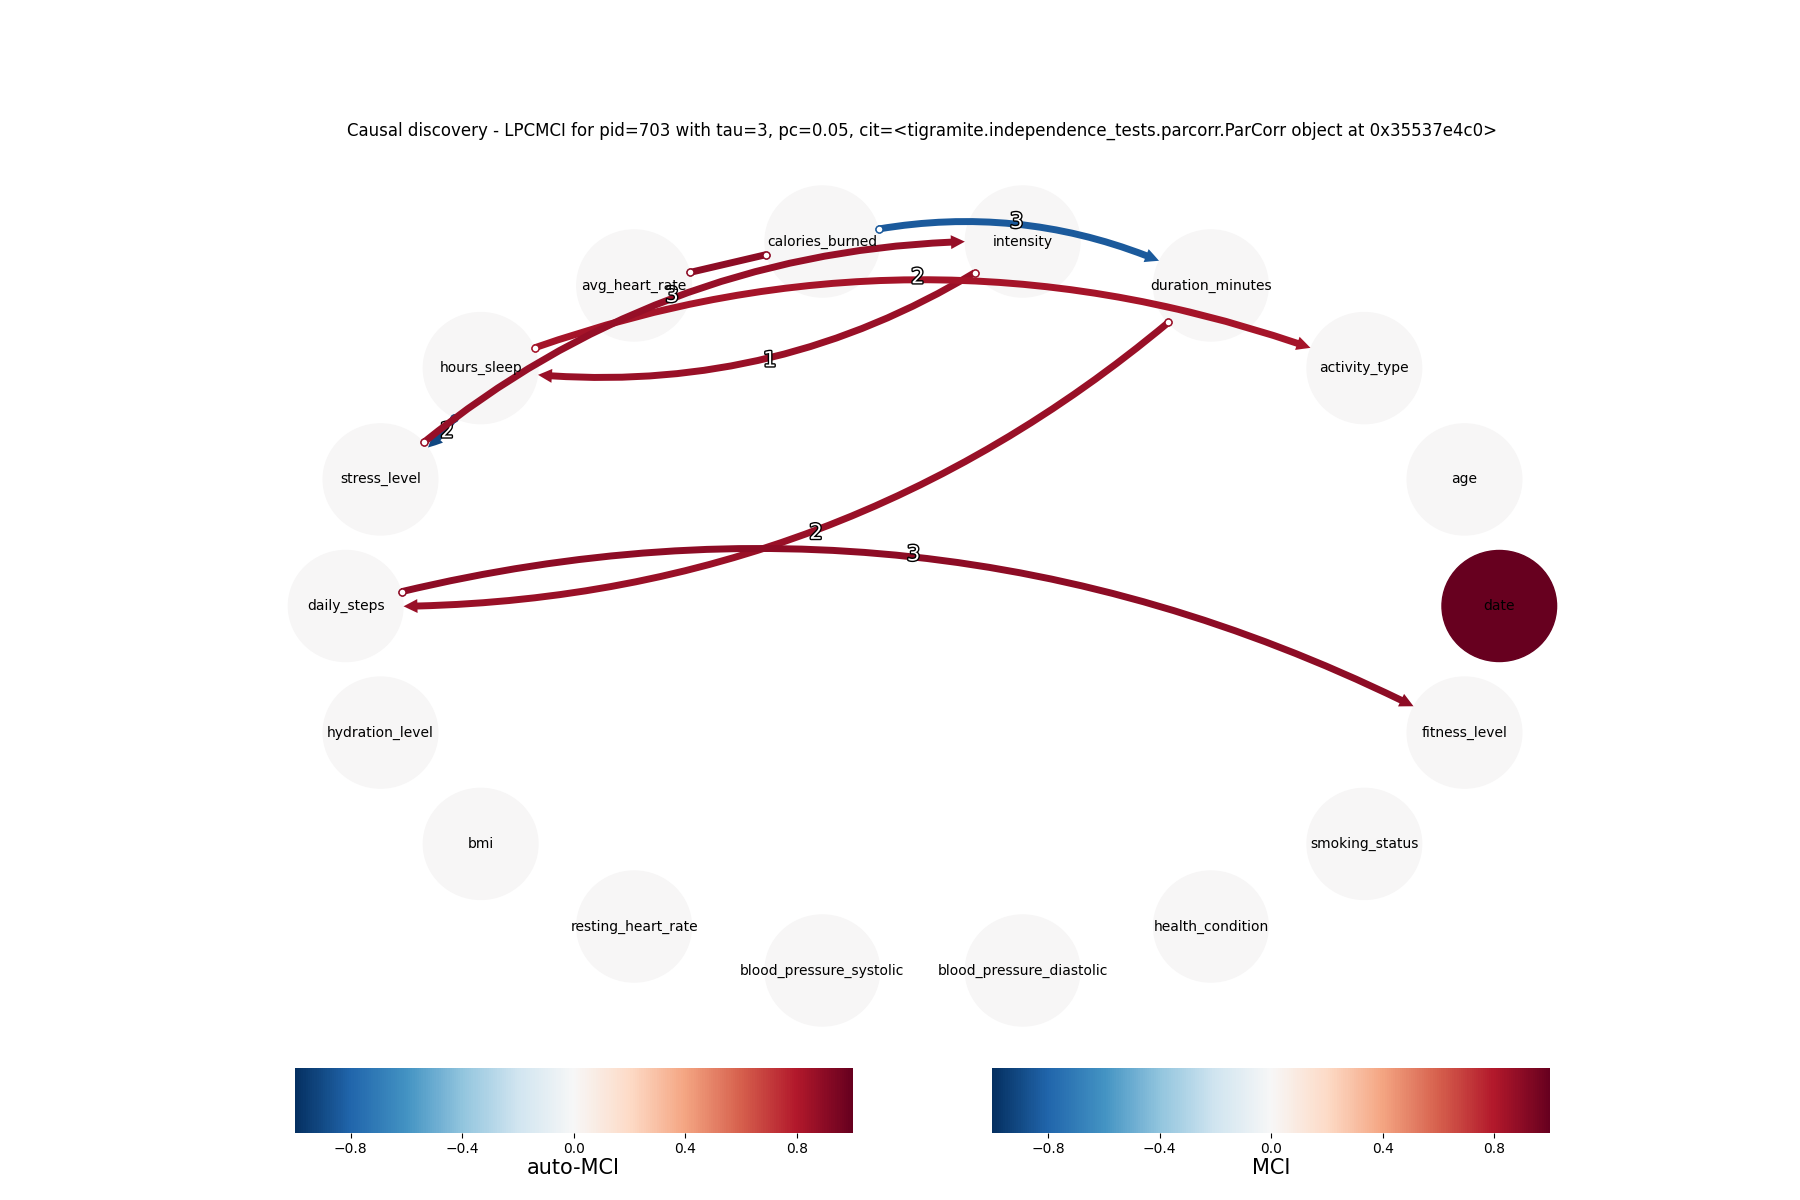 Causal discovery - LPCMCI for pid=703 with tau=3, pc=0.05, cit=<tigramite.independence_tests.parcorr.ParCorr object at 0x35537e4c0>
3
calories_burned
intensity
2
avg_heart_rate
duration_minutes
3
1
hours_sleep
activity_type
2
stress_level
age
2
3
daily_steps
date
hydration_level
fitness_level
bmi
smoking_status
resting_heart_rate
health_condition
blood_pressure_systolic
blood_pressure_diastolic
−0.8 −0.4 0.0 0.4 0.8
auto-MCI
−0.8 −0.4 0.0 0.4 0.8
MCI